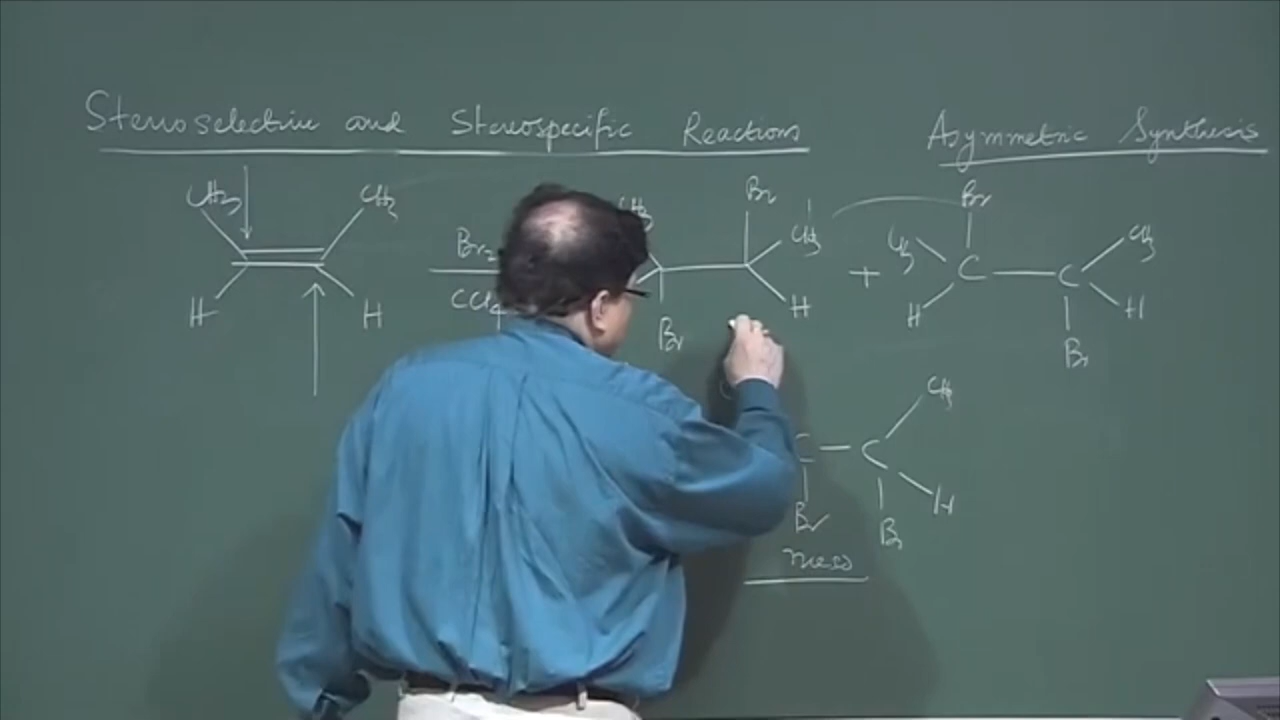 Stereoselective and Stereospecific Reactions
Asymmetric Synthesis
CH3 CH3
H H
Br2
CCl4
CH3 Br CH3
Br H
+
Br
CH3 C C CH3
H H
Br
CH3
C C
H
Br Br
meso